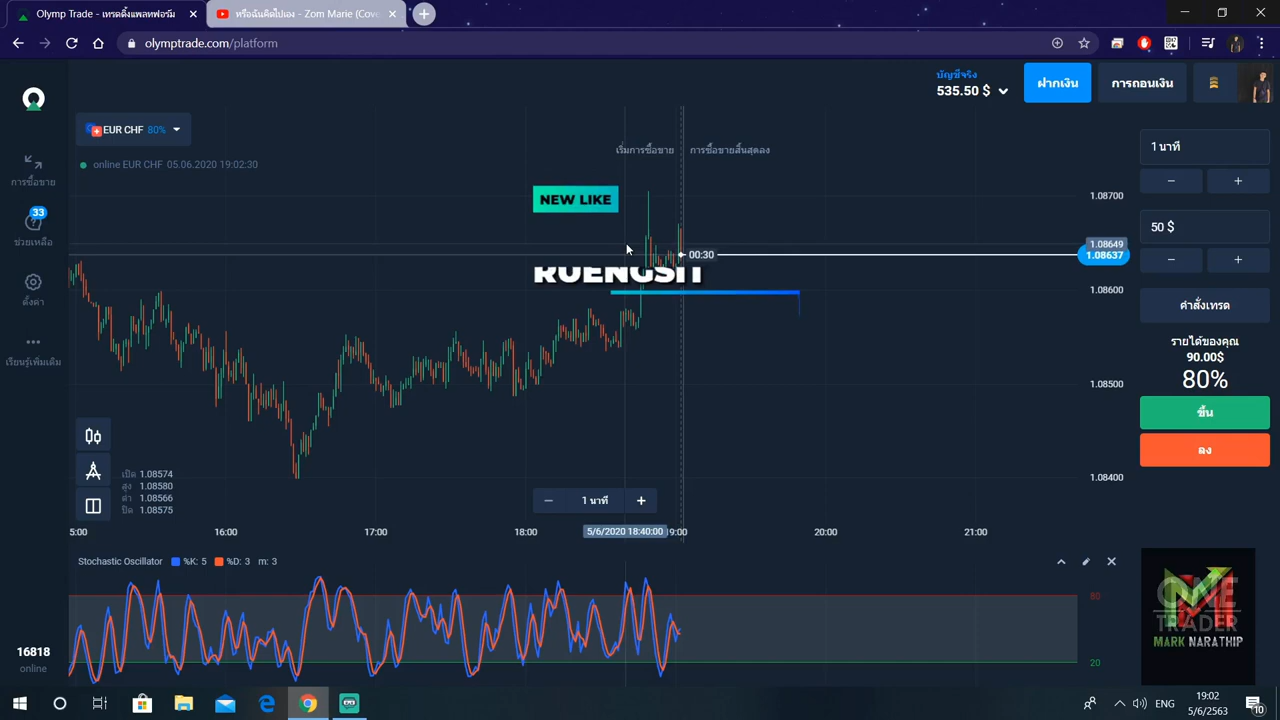 Olymp Trade - เทรดดิ้งแพลทฟอร์ม
หรือฉันคิดไปเอง - Zom Marie (Cov
olymptrade.com/platform
บัญชีจริง
535.50 $
ฝากเงิน
การถอนเงิน
EUR CHF 80%
online EUR CHF 05.06.2020 19:02:30
การซื้อขาย
33
ช่วยเหลือ
ตั้งค่า
เรียนรู้เพิ่มเติม
16818
online
เริ่มการซื้อขาย
การซื้อขายสิ้นสุดลง
NEW LIKE
RUENGSIT
00:30
1.08700
1.08649
1.08637
1.08600
1.08500
1.08400
1 นาที
50 $
คำสั่งเทรด
รายได้ของคุณ
90.00$
80%
ขึ้น
ลง
เปิด 1.08574
สูง 1.08580
ต่ำ 1.08566
ปิด 1.08575
1 นาที
5:00
16:00
17:00
18:00
5/6/2020 18:40:00
19:00
20:00
21:00
Stochastic Oscillator %K: 5 %D: 3 m: 3
80
20
ONE
TRADER
MARK NARATHIP
ENG
19:02
5/6/2563
10